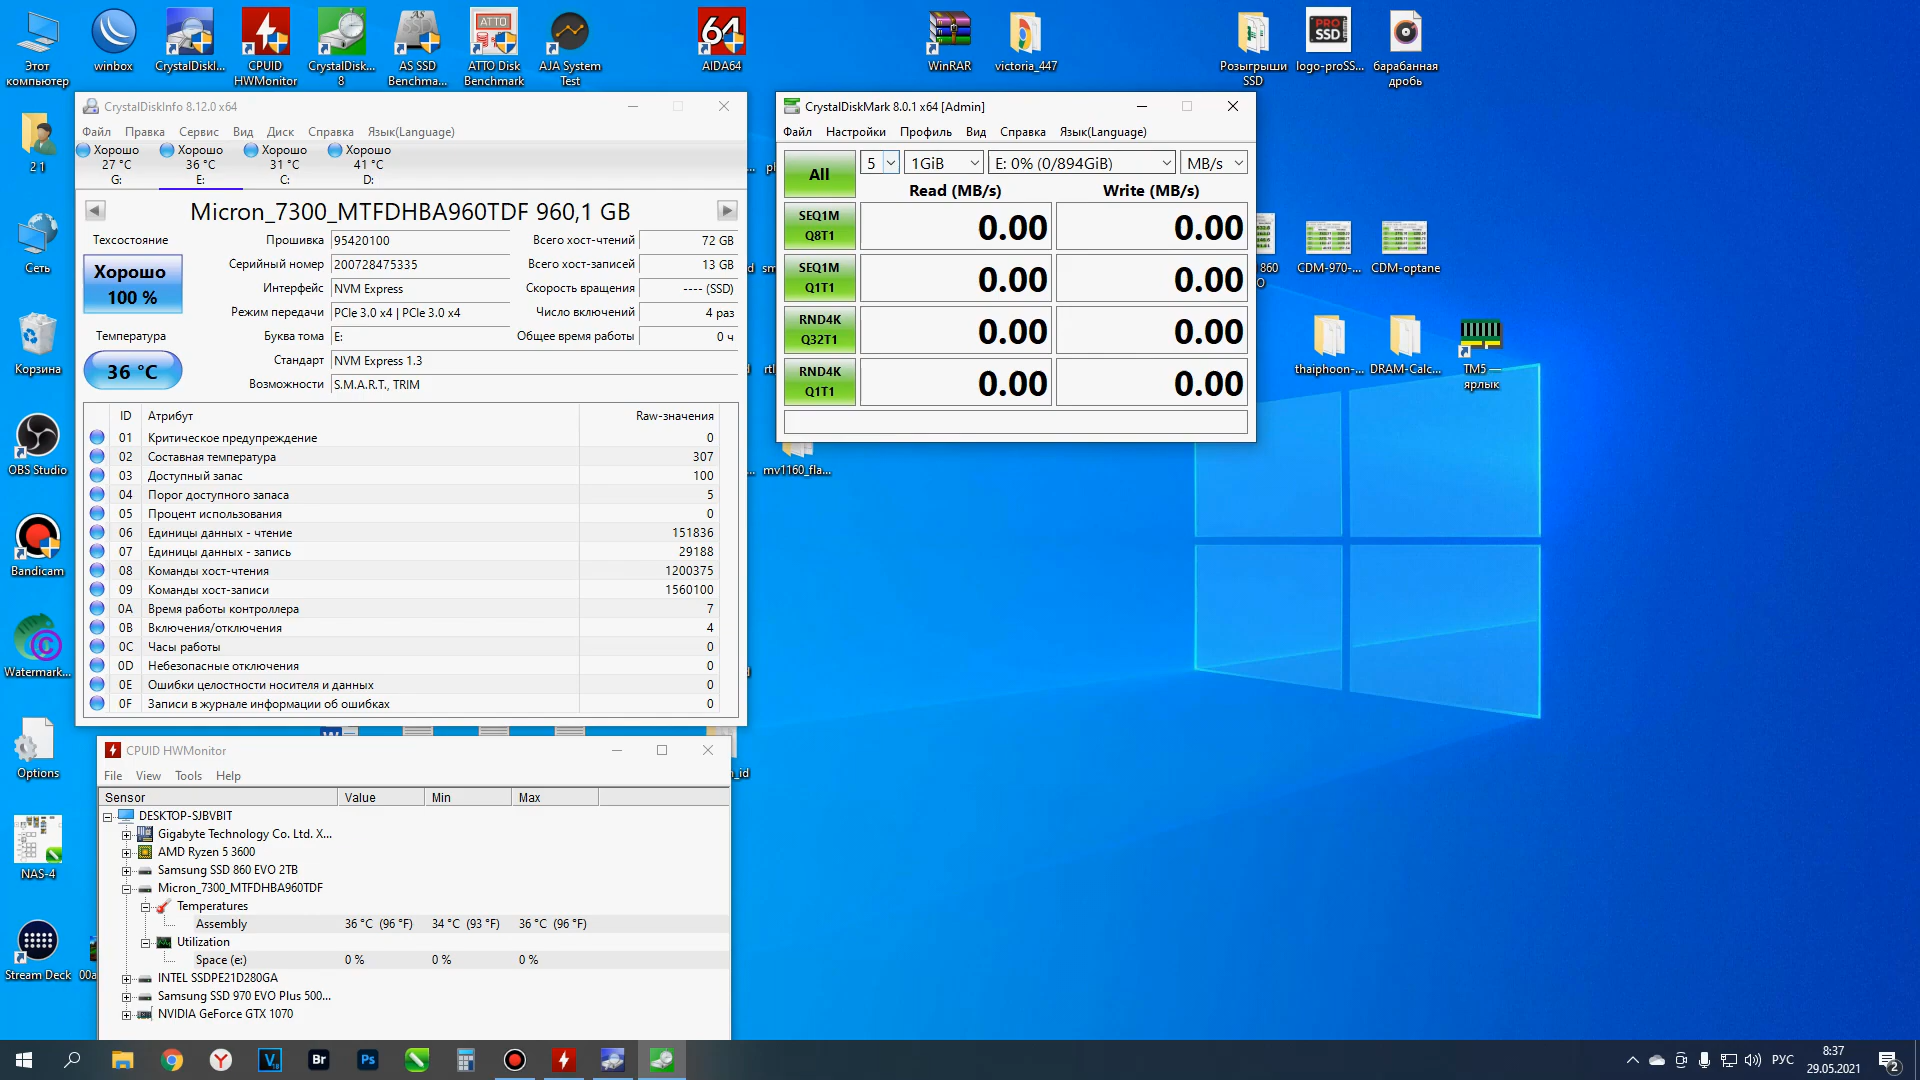 Этот
компьютер
winbox
CrystalDiskI...
CPUID
HWMonitor
CrystalDisk...
8
AS SSD
Benchma...
ATTO Disk
Benchmark
AJA System
Test
AIDA64
WinRAR
victoria_447
Розыгрыши
SSD
logo-proSS...
барабанная
дробь
2 1
Сеть
Корзина
OBS Studio
Bandicam
Watermark...
Options
NAS-4
Stream Deck
00a
CrystalDiskInfo 8.12.0 x64
Файл Правка Сервис Вид Диск Справка Язык(Language)
Хорошо Хорошо Хорошо Хорошо
27 °C 36 °C 31 °C 41 °C
G: E: C: D:
Micron_7300_MTFDHBA960TDF 960,1 GB
Техсостояние
Хорошо
100 %
Температура
36 °C
Прошивка 95420100
Серийный номер 200728475335
Интерфейс NVM Express
Режим передачи PCIe 3.0 x4 | PCIe 3.0 x4
Буква тома E:
Стандарт NVM Express 1.3
Возможности S.M.A.R.T., TRIM
Всего хост-чтений 72 GB
Всего хост-записей 13 GB
Скорость вращения ---- (SSD)
Число включений 4 раз
Общее время работы 0 ч
ID Атрибут Raw-значения
01 Критическое предупреждение 0
02 Составная температура 307
03 Доступный запас 100
04 Порог доступного запаса 5
05 Процент использования 0
06 Единицы данных - чтение 151836
07 Единицы данных - запись 29188
08 Команды хост-чтения 1200375
09 Команды хост-записи 1560100
0A Время работы контроллера 7
0B Включения/отключения 4
0C Часы работы 0
0D Небезопасные отключения 0
0E Ошибки целостности носителя и данных 0
0F Записи в журнале информации об ошибках 0
CrystalDiskMark 8.0.1 x64 [Admin]
Файл Настройки Профиль Вид Справка Язык(Language)
All 5 1GiB E: 0% (0/894GiB) MB/s
Read (MB/s) Write (MB/s)
SEQ1M
Q8T1 0.00 0.00
SEQ1M
Q1T1 0.00 0.00
RND4K
Q32T1 0.00 0.00
RND4K
Q1T1 0.00 0.00
860
CDM-970-...
CDM-optane
thaiphoon-...
DRAM-Calc...
TM5 —
ярлык
mv1160_fla...
CPUID HWMonitor
File View Tools Help
Sensor Value Min Max
DESKTOP-SJBVBIT
Gigabyte Technology Co. Ltd. X...
AMD Ryzen 5 3600
Samsung SSD 860 EVO 2TB
Micron_7300_MTFDHBA960TDF
Temperatures
Assembly 36 °C (96 °F) 34 °C (93 °F) 36 °C (96 °F)
Utilization
Space (e:) 0 % 0 % 0 %
INTEL SSDPE21D280GA
Samsung SSD 970 EVO Plus 500...
NVIDIA GeForce GTX 1070
РУС
8:37
29.05.2021
2